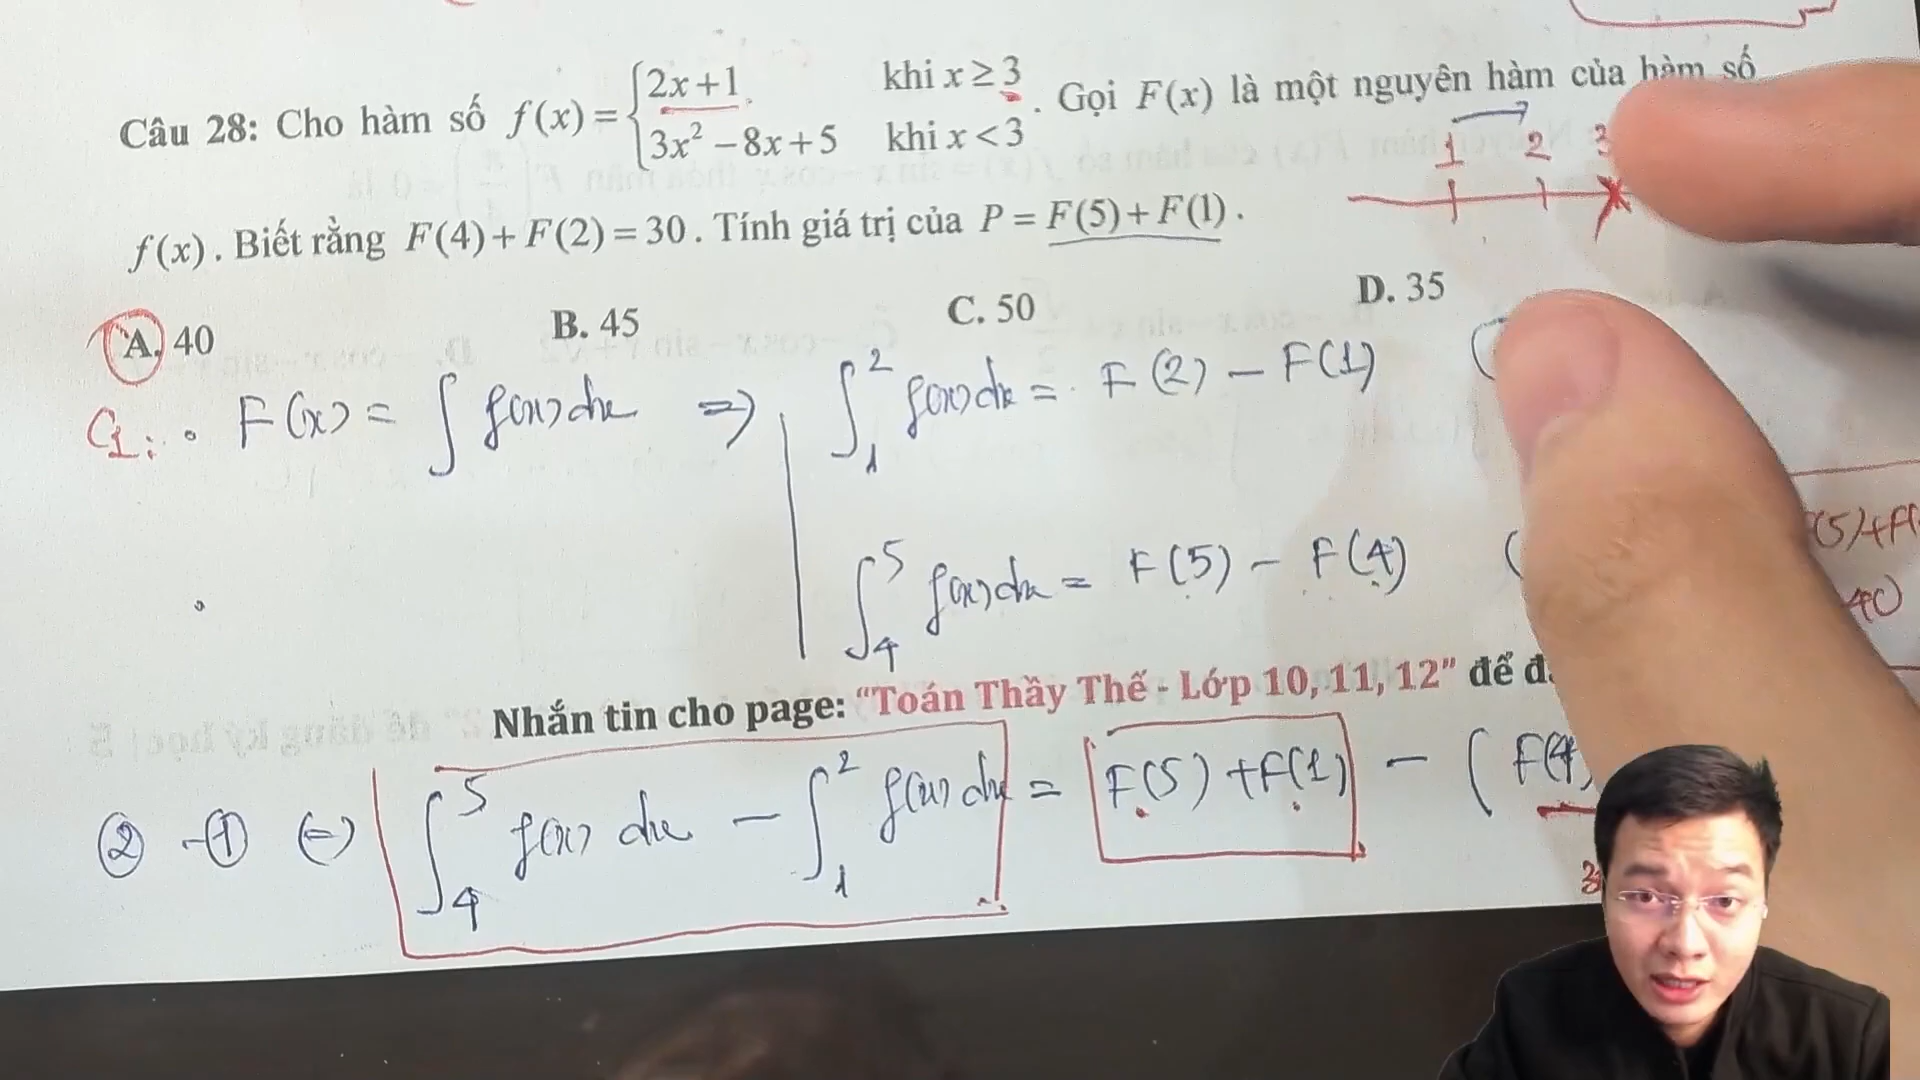 Câu 28: Cho hàm số f(x) = { 2x+1 khi x ≥ 3 . Gọi F(x) là một nguyên hàm của hàm số
3x² − 8x + 5 khi x < 3
1 2 3
f(x). Biết rằng F(4) + F(2) = 30. Tính giá trị của P = F(5) + F(1).
A. 40 B. 45 C. 50 D. 35
C1: • F(x) = ∫ f(x)dx ⇒ ∫₁² f(x)dx = F(2) − F(1) (
• ∫₄⁵ f(x)dx = F(5) − F(4) (
(5)+F(
40
Nhắn tin cho page: “Toán Thầy Thế - Lớp 10, 11, 12” để
② - ① ⇔ ∫₄⁵ f(x) dx − ∫₁² f(x) dx = F(5) + F(1) − ( F(4)
3